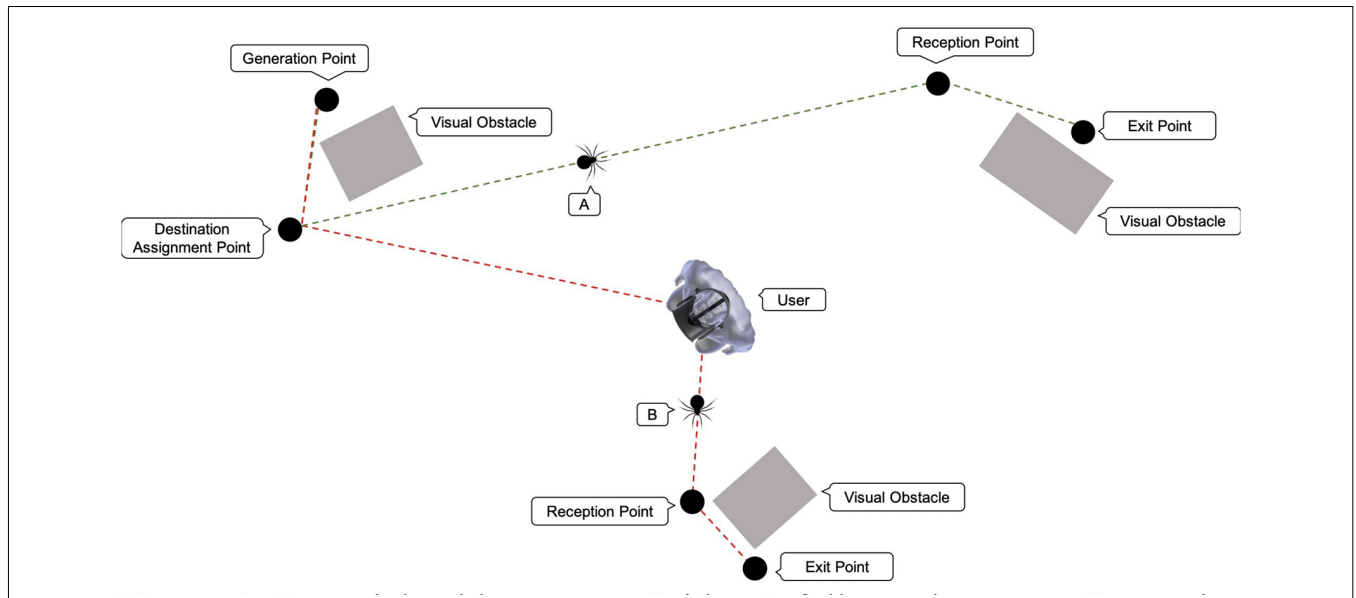 Generation Point
Reception Point
Visual Obstacle
Exit Point
A
Destination
Assignment Point
Visual Obstacle
User
B
Reception Point
Visual Obstacle
Exit Point